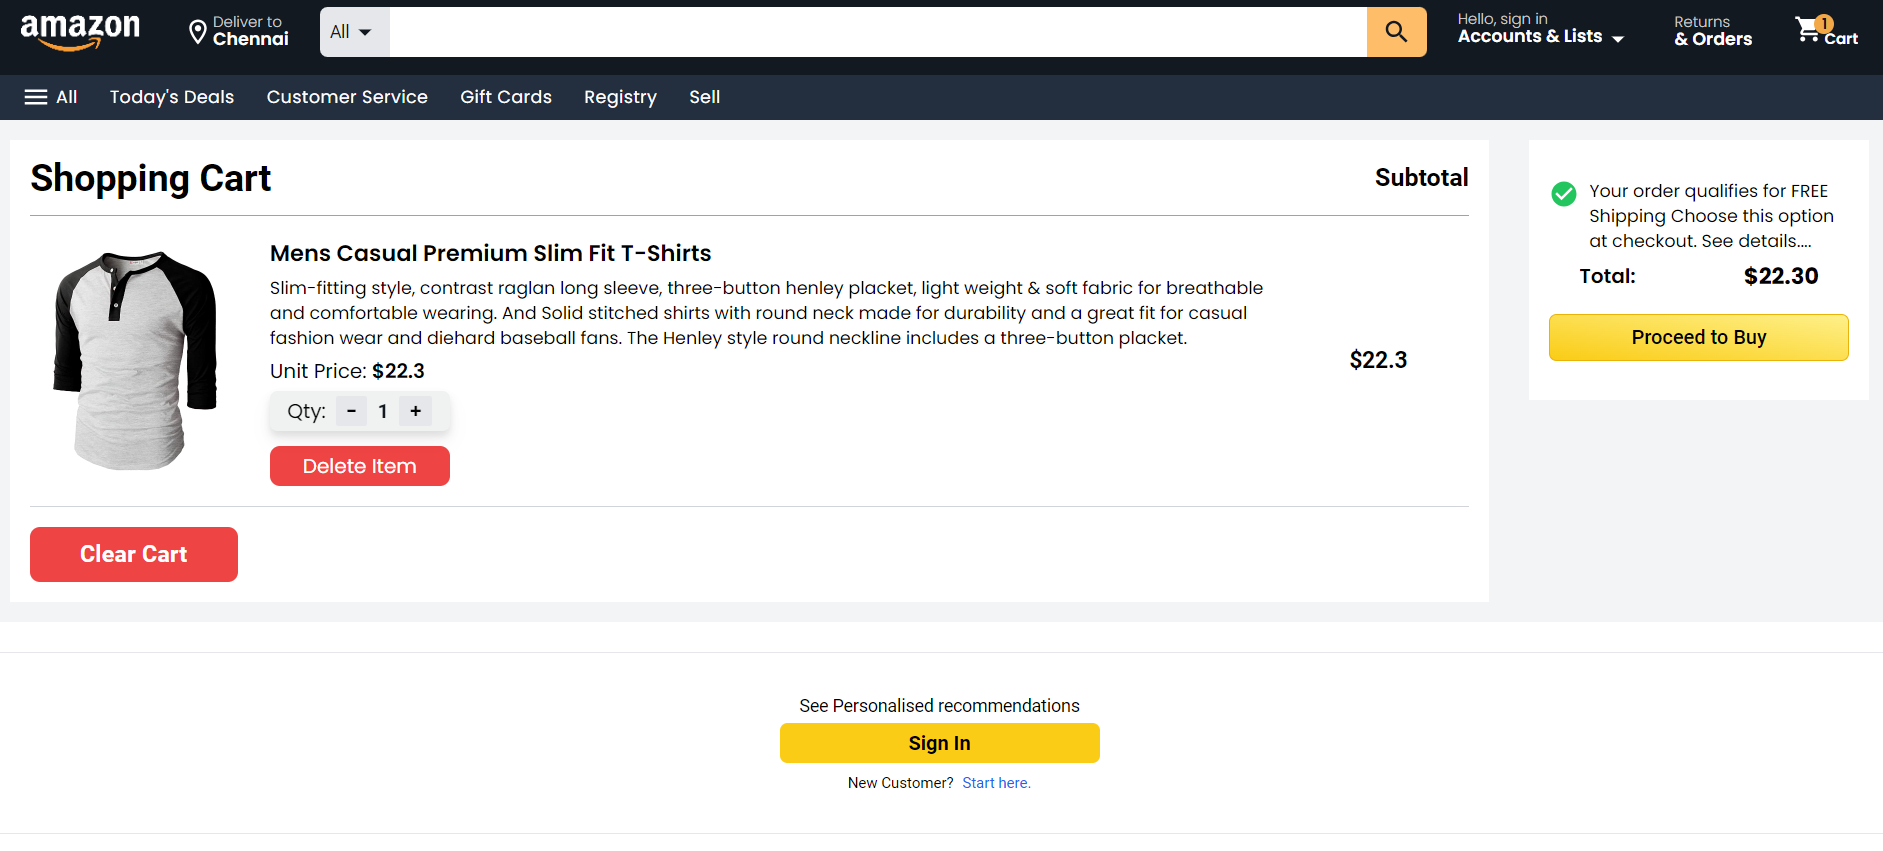 amazon
Deliver to
Chennai
All
Hello, sign in
Accounts & Lists
Returns
& Orders
1
Cart
All
Today's Deals
Customer Service
Gift Cards
Registry
Sell
Shopping Cart
Subtotal
Mens Casual Premium Slim Fit T-Shirts
Slim-fitting style, contrast raglan long sleeve, three-button henley placket, light weight & soft fabric for breathable
and comfortable wearing. And Solid stitched shirts with round neck made for durability and a great fit for casual
fashion wear and diehard baseball fans. The Henley style round neckline includes a three-button placket.
Unit Price: $22.3
Qty: - 1 +
Delete Item
$22.3
Clear Cart
Your order qualifies for FREE
Shipping Choose this option
at checkout. See details....
Total: $22.30
Proceed to Buy
See Personalised recommendations
Sign In
New Customer? Start here.